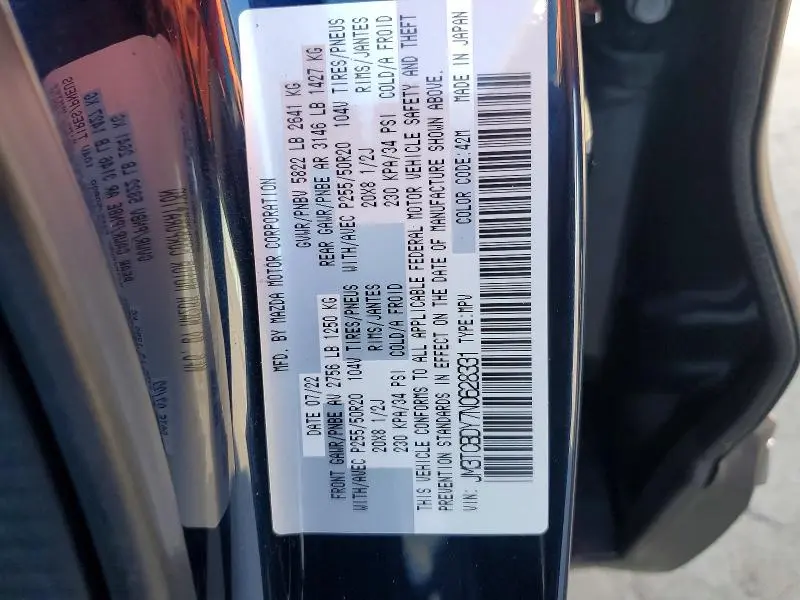 MFD. BY MAZDA MOTOR CORPORATION
DATE 07/22 GVWR/PNBV 5822 LB 2641 KG
FRONT GAWR/PNBE AV 2756 LB 1250 KG REAR GAWR/PNBE AR 3146 LB 1427 KG
WITH/AVEC P255/50R20 104V TIRES/PNEUS WITH/AVEC P255/50R20 104V TIRES/PNEUS
20X8 1/2J RIMS/JANTES 20X8 1/2J RIMS/JANTES
230 KPA/34 PSI COLD/A FROID 230 KPA/34 PSI COLD/A FROID
THIS VEHICLE CONFORMS TO ALL APPLICABLE FEDERAL MOTOR VEHICLE SAFETY AND THEFT
PREVENTION STANDARDS IN EFFECT ON THE DATE OF MANUFACTURE SHOWN ABOVE.
VIN: JM3TCBDY7N0628331 TYPE:MPV COLOR CODE:42M MADE IN JAPAN